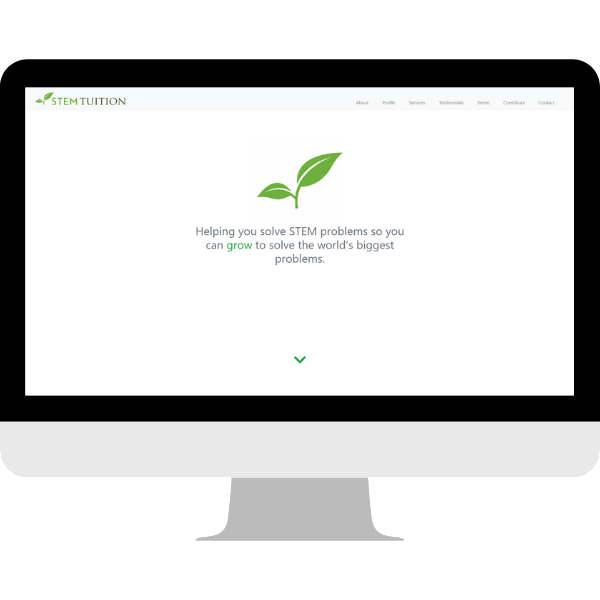 STEM TUITION
About Profile Services Testimonials Demo Contribute Contact
Helping you solve STEM problems so you
can grow to solve the world's biggest
problems.